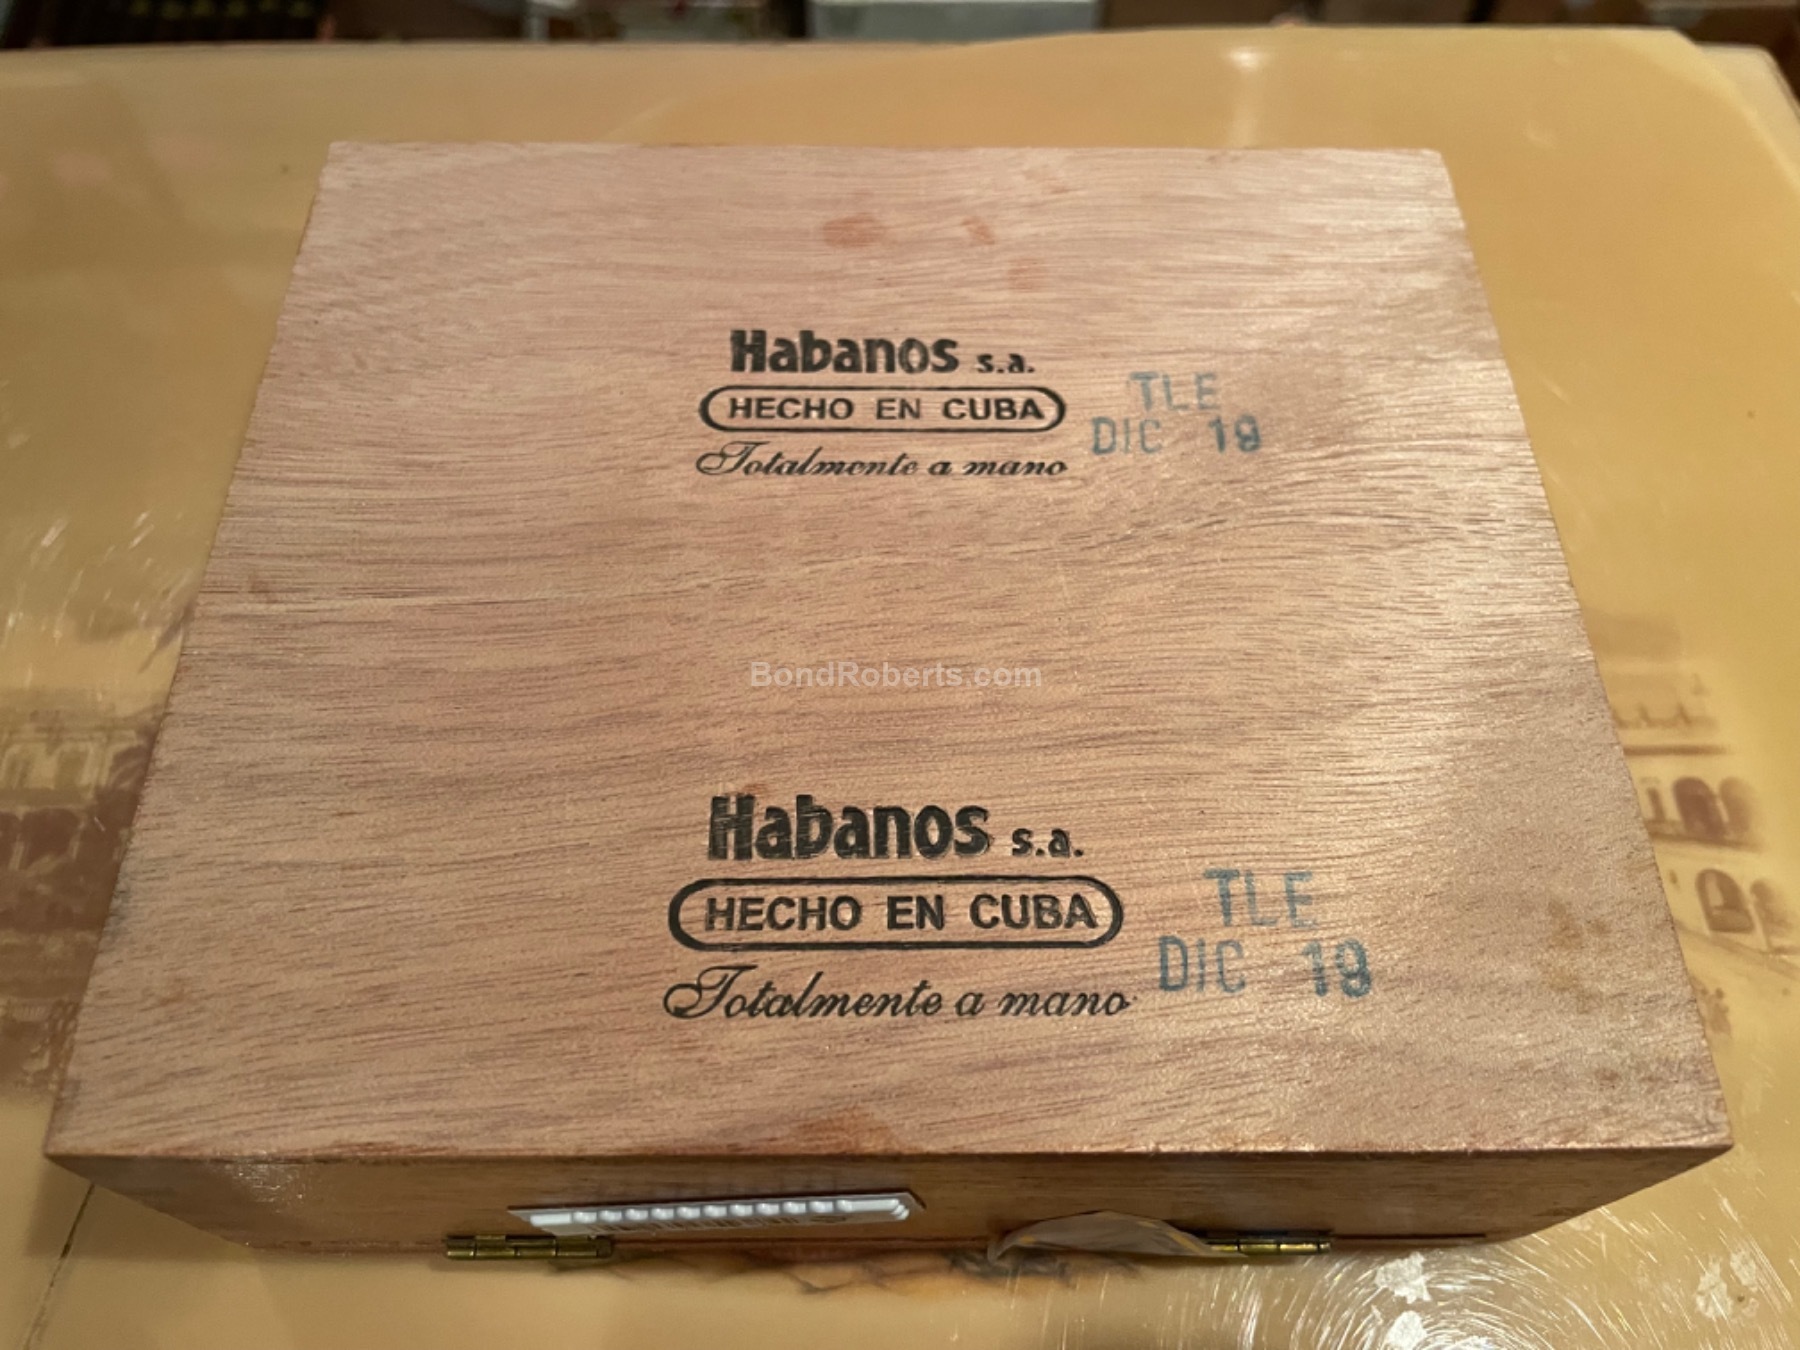 Habanos s.a.
HECHO EN CUBA
Totalmente a mano
TLE
DIC 19
BondRoberts.com
Habanos s.a.
HECHO EN CUBA
Totalmente a mano
TLE
DIC 19